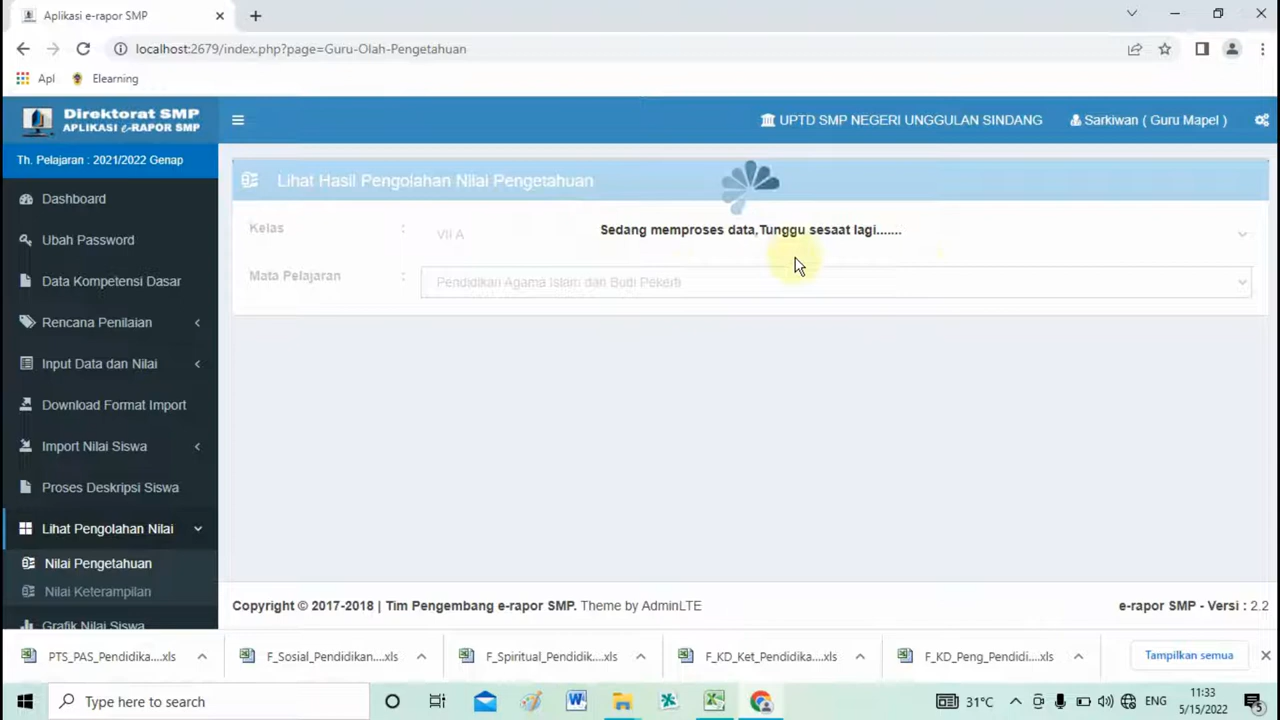 Aplikasi e-rapor SMP
localhost:2679/index.php?page=Guru-Olah-Pengetahuan
Apl
Elearning
Direktorat SMP
APLIKASI e-RAPOR SMP
UPTD SMP NEGERI UNGGULAN SINDANG
Sarkiwan ( Guru Mapel )
Th. Pelajaran : 2021/2022 Genap
Dashboard
Ubah Password
Data Kompetensi Dasar
Rencana Penilaian
Input Data dan Nilai
Download Format Import
Import Nilai Siswa
Proses Deskripsi Siswa
Lihat Pengolahan Nilai
Nilai Pengetahuan
Nilai Keterampilan
Grafik Nilai Siswa
Lihat Hasil Pengolahan Nilai Pengetahuan
Kelas : VII A
Sedang memproses data,Tunggu sesaat lagi.......
Mata Pelajaran : Pendidikan Agama Islam dan Budi Pekerti
Copyright © 2017-2018 | Tim Pengembang e-rapor SMP. Theme by AdminLTE
e-rapor SMP - Versi : 2.2
PTS_PAS_Pendidika....xls
F_Sosial_Pendidikan....xls
F_Spiritual_Pendidik....xls
F_KD_Ket_Pendidika....xls
F_KD_Peng_Pendidi....xls
Tampilkan semua
Type here to search
31°C
ENG
11:33
5/15/2022
5